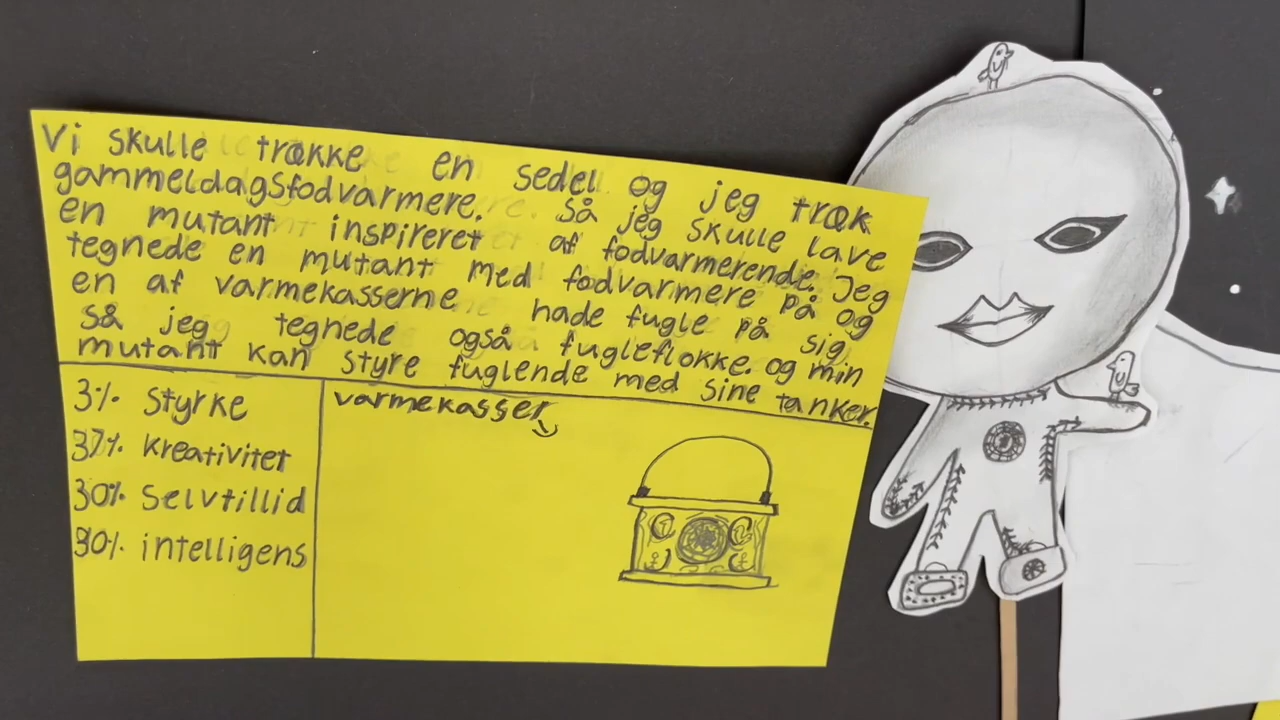 Vi skulle trække en sedel og jeg træk
gammeldagsfodvarmere. Så jeg skulle lave
en mutant inspireret af fodvarmerende. Jeg
tegnede en mutant med fodvarmere på og
en af varmekasserne hade fugle på sig,
så jeg tegnede også fugleflokke. og min
mutant kan styre fuglende med sine tanker.
3% styrke
37% kreativitet
30% Selvtillid
30% intelligens
varmekasser